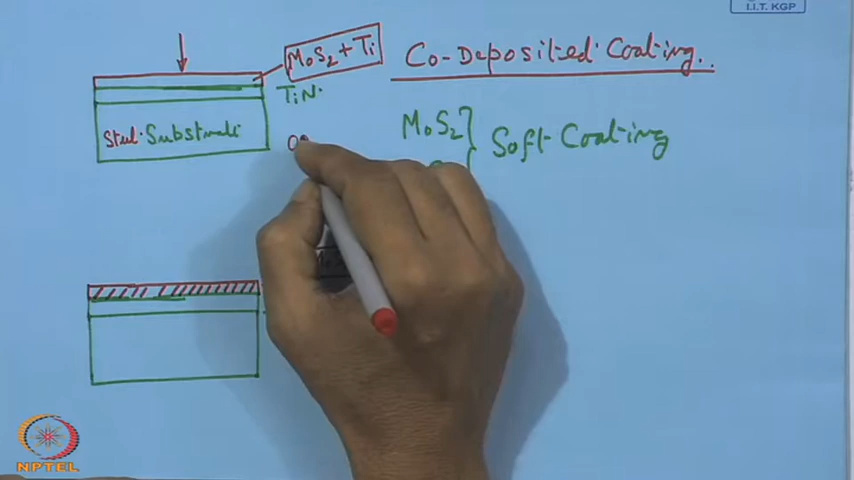 I.I.T. KGP
MoS2 + Ti
Co-Deposited Coating.
TiN.
MoS2
Soft Coating
Steel Substrate
NPTEL